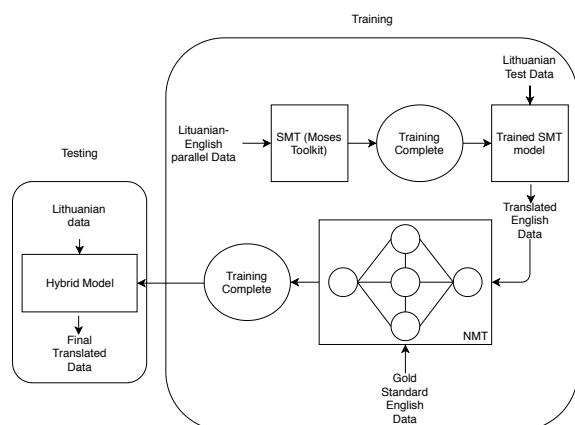 Training
Lithuanian
Test Data
Lituanian-
English
parallel Data
SMT (Moses
Toolkit)
Training
Complete
Trained SMT
model
Testing
Translated
English
Data
Lithuanian
data
Hybrid Model
Training
Complete
NMT
Final
Translated
Data
Gold
Standard
English
Data